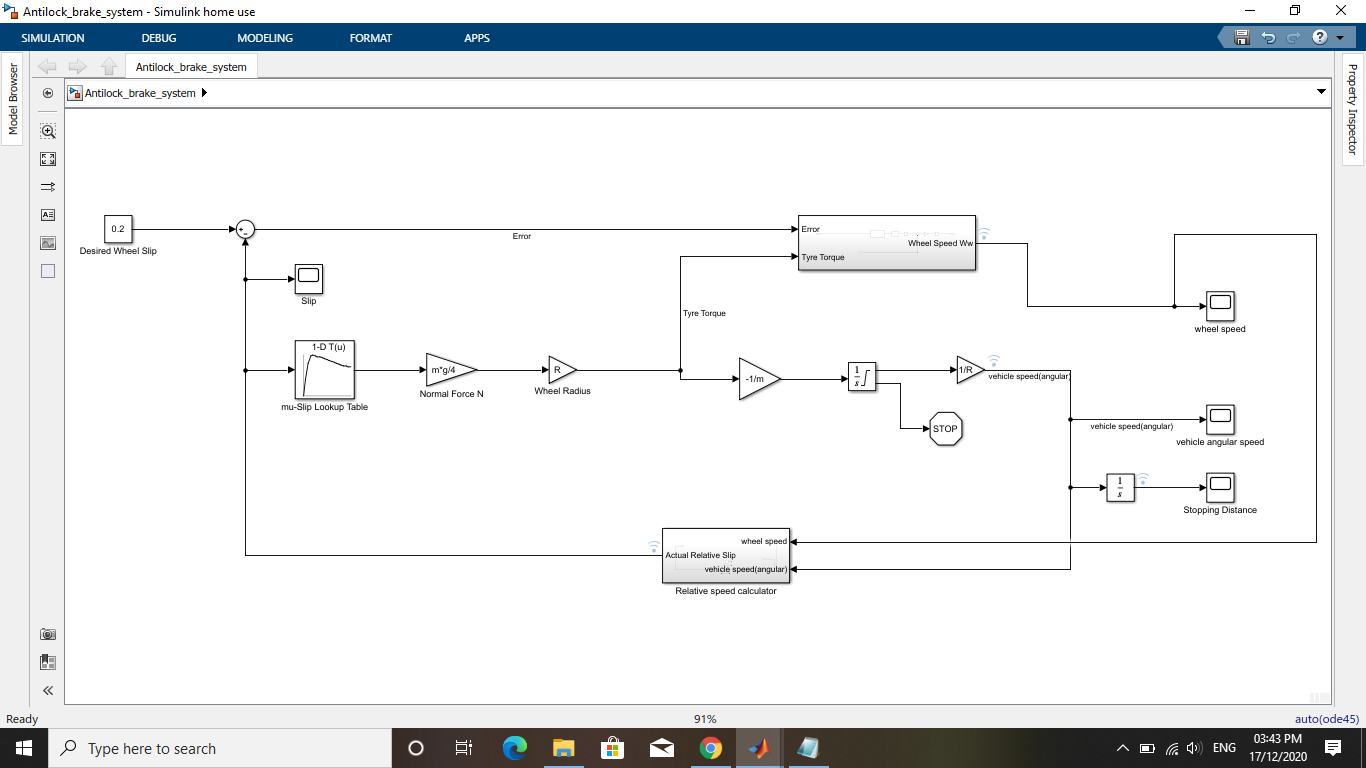 Antilock_brake_system - Simulink home use
SIMULATION DEBUG MODELING FORMAT APPS
Model Browser
Antilock_brake_system
Property Inspector
Antilock_brake_system
0.2
Desired Wheel Slip
+
-
Error
Error
Tyre Torque
Wheel Speed Ww
Slip
Tyre Torque
wheel speed
1-D T(u)
mu-Slip Lookup Table
m*g/4
Normal Force N
R
Wheel Radius
-1/m
1
s
1/R
vehicle speed(angular)
STOP
vehicle speed(angular)
vehicle angular speed
1
s
Stopping Distance
wheel speed
Actual Relative Slip
vehicle speed(angular)
Relative speed calculator
Ready
91%
auto(ode45)
Type here to search
ENG
03:43 PM
17/12/2020